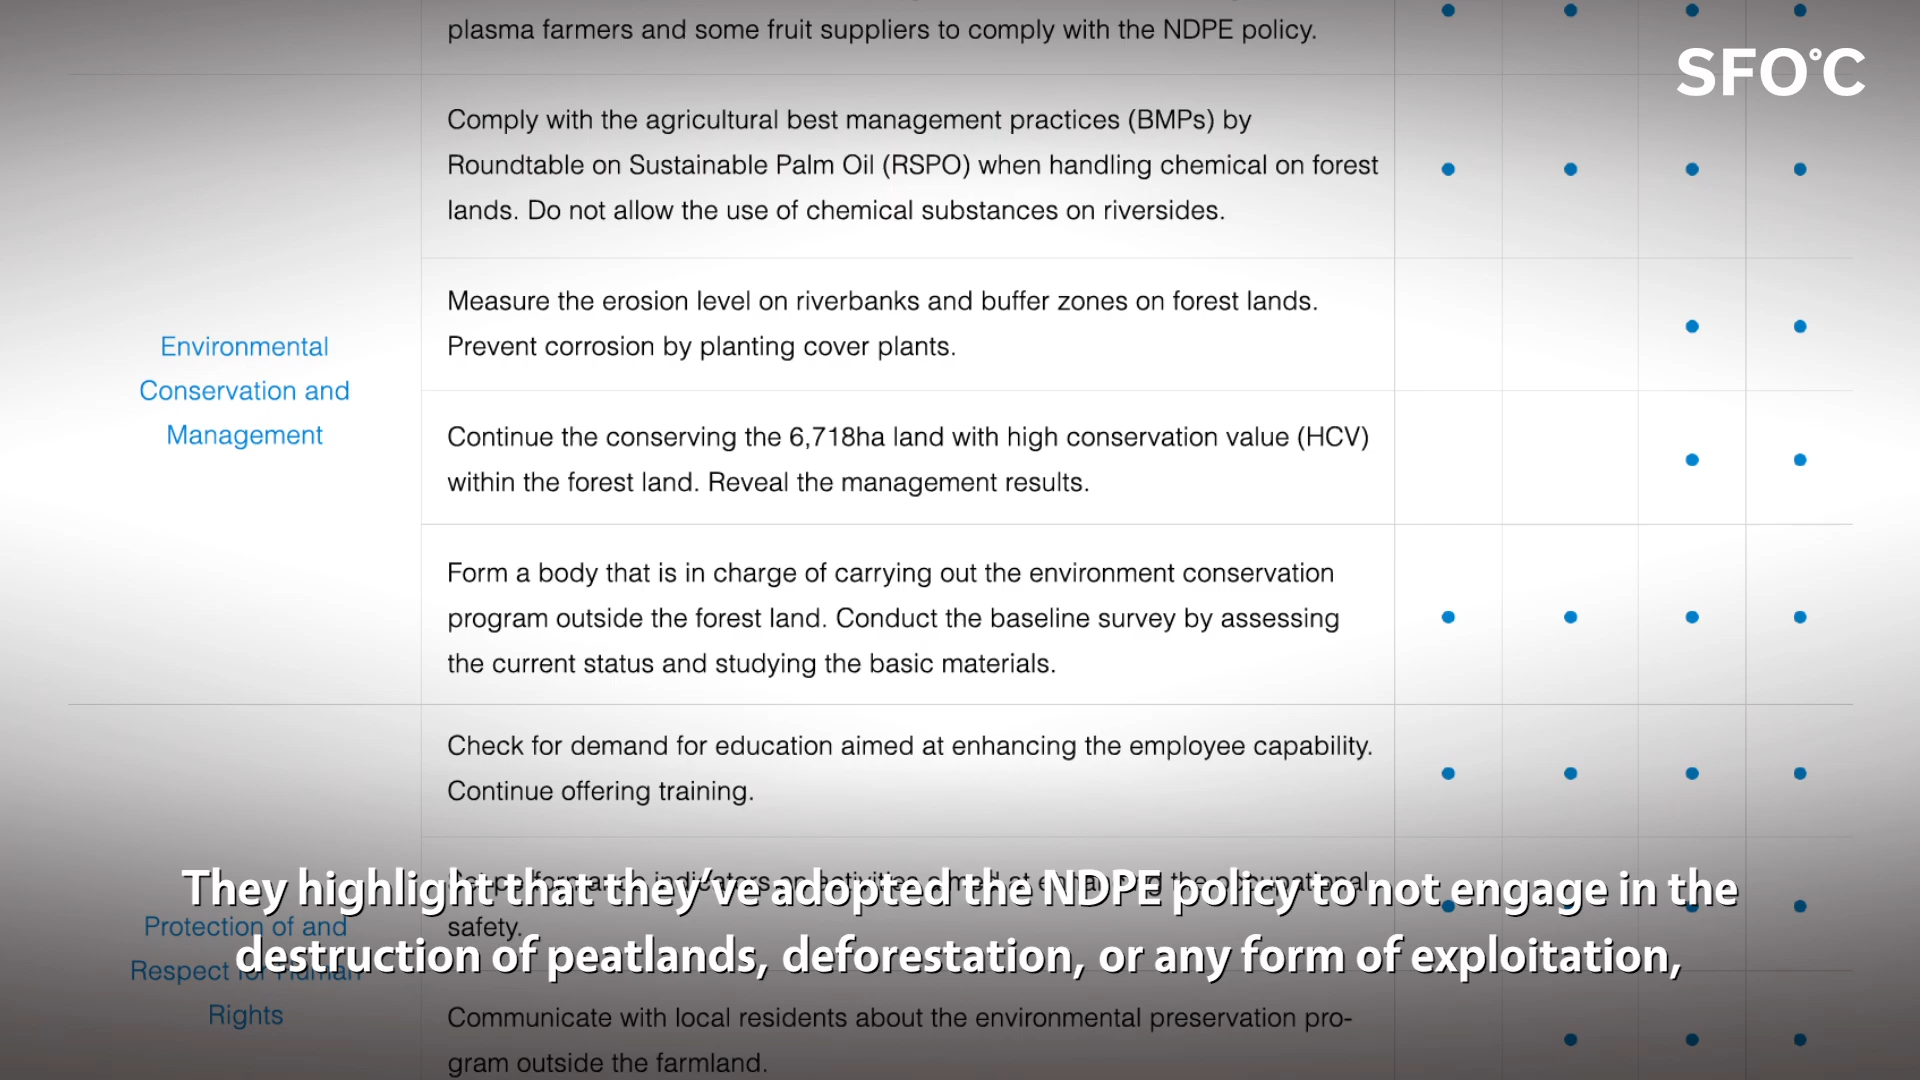 plasma farmers and some fruit suppliers to comply with the NDPE policy.
SFO°C
Comply with the agricultural best management practices (BMPs) by
Roundtable on Sustainable Palm Oil (RSPO) when handling chemical on forest
lands. Do not allow the use of chemical substances on riversides.
Measure the erosion level on riverbanks and buffer zones on forest lands.
Prevent corrosion by planting cover plants.
Environmental
Conservation and
Management
Continue the conserving the 6,718ha land with high conservation value (HCV)
within the forest land. Reveal the management results.
Form a body that is in charge of carrying out the environment conservation
program outside the forest land. Conduct the baseline survey by assessing
the current status and studying the basic materials.
Check for demand for education aimed at enhancing the employee capability.
Continue offering training.
safety.
Protection of and
Respect for Human
Rights
Communicate with local residents about the environmental preservation pro-
gram outside the farmland.
They highlight that they've adopted the NDPE policy to not engage in the
destruction of peatlands, deforestation, or any form of exploitation,